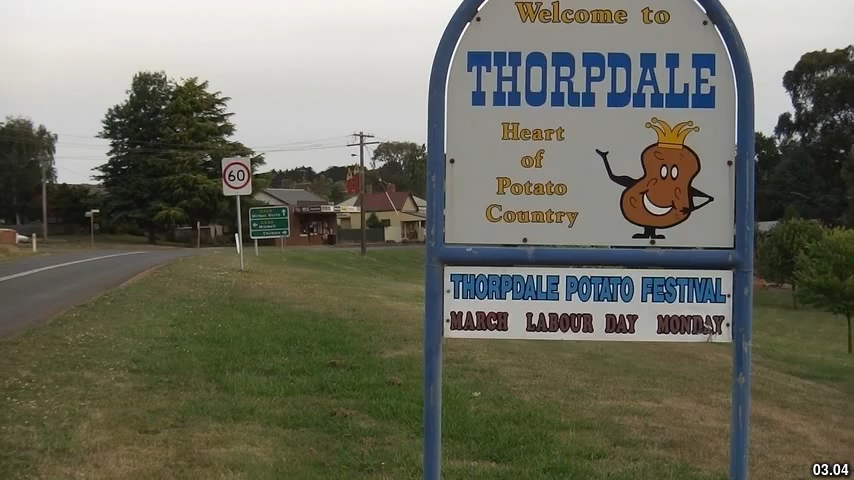 Welcome to
THORPDALE
Heart
of
Potato
Country
THORPDALE POTATO FESTIVAL
MARCH LABOUR DAY MONDAY
60
03.04